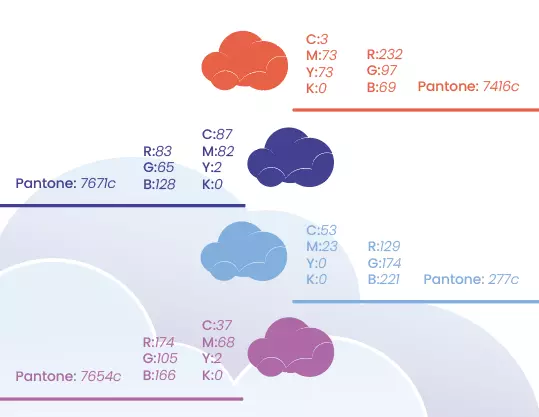 C:3
M:73
Y:73
K:0
R:232
G:97
B:69
Pantone: 7416c
C:87
M:82
Y:2
K:0
R:83
G:65
B:128
Pantone: 7671c
C:53
M:23
Y:0
K:0
R:129
G:174
B:221
Pantone: 277c
C:37
M:68
Y:2
K:0
R:174
G:105
B:166
Pantone: 7654c